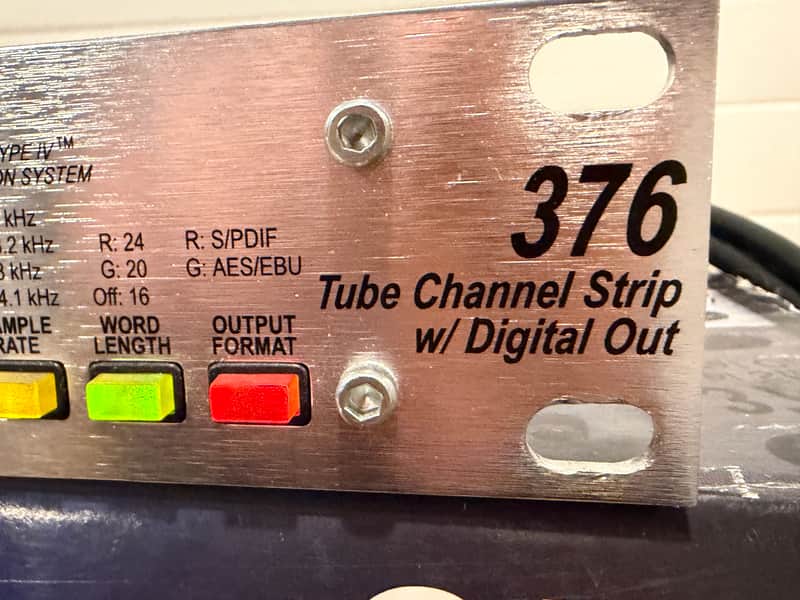 YPE IV™
ON SYSTEM
kHz
.2 kHz
kHz
4.1 kHz
AMPLE
RATE
R: 24
G: 20
Off: 16
WORD
LENGTH
R: S/PDIF
G: AES/EBU
OUTPUT
FORMAT
376
Tube Channel Strip
w/ Digital Out